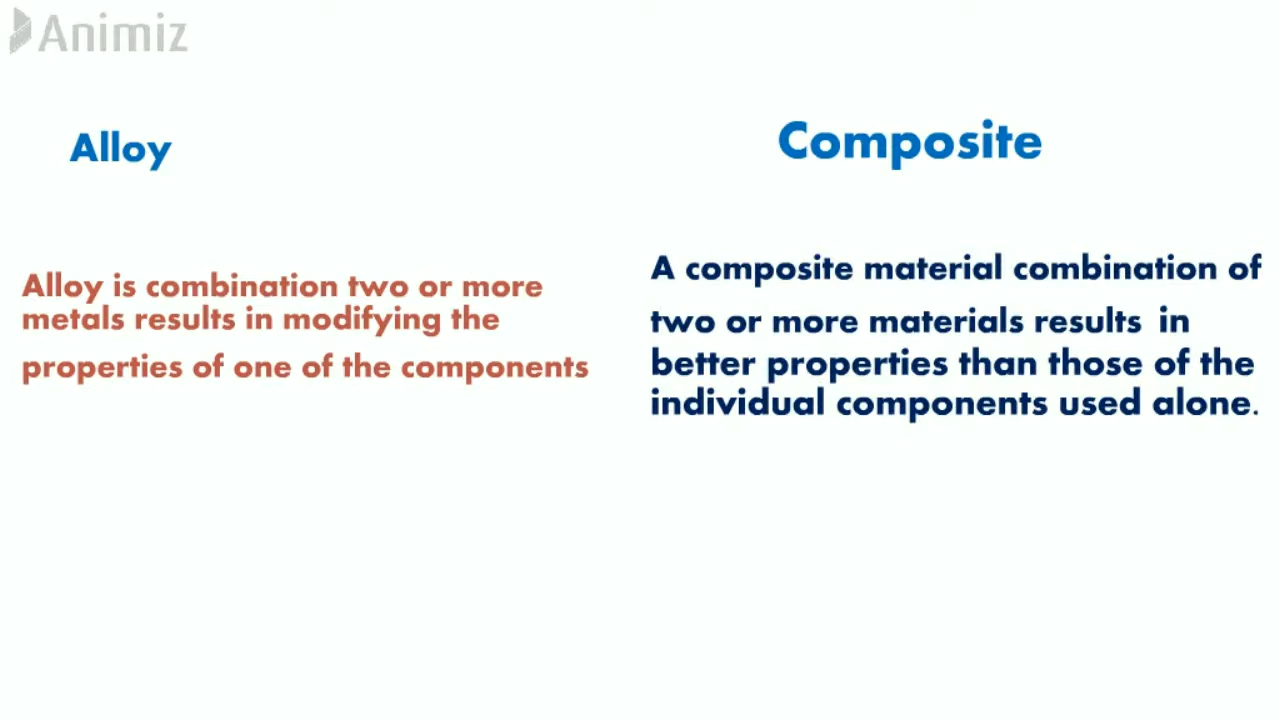 Animiz
Alloy
Composite
Alloy is combination two or more
metals results in modifying the
properties of one of the components
A composite material combination of
two or more materials results in
better properties than those of the
individual components used alone.